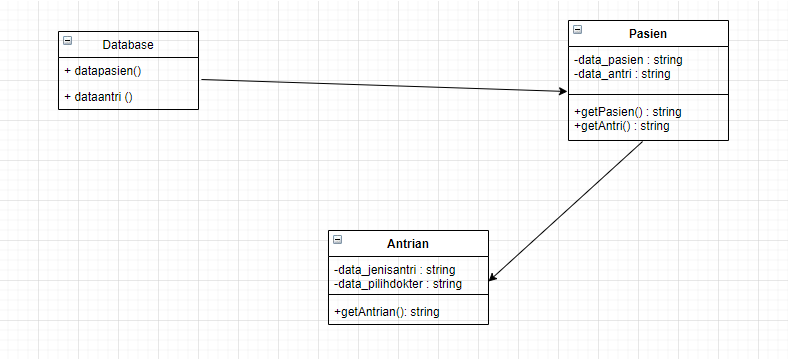 Database
+ datapasien()
+ dataantri ()
Pasien
-data_pasien : string
-data_antri : string
+getPasien() : string
+getAntri() : string
Antrian
-data_jenisantri : string
-data_pilihdokter : string
+getAntrian(): string